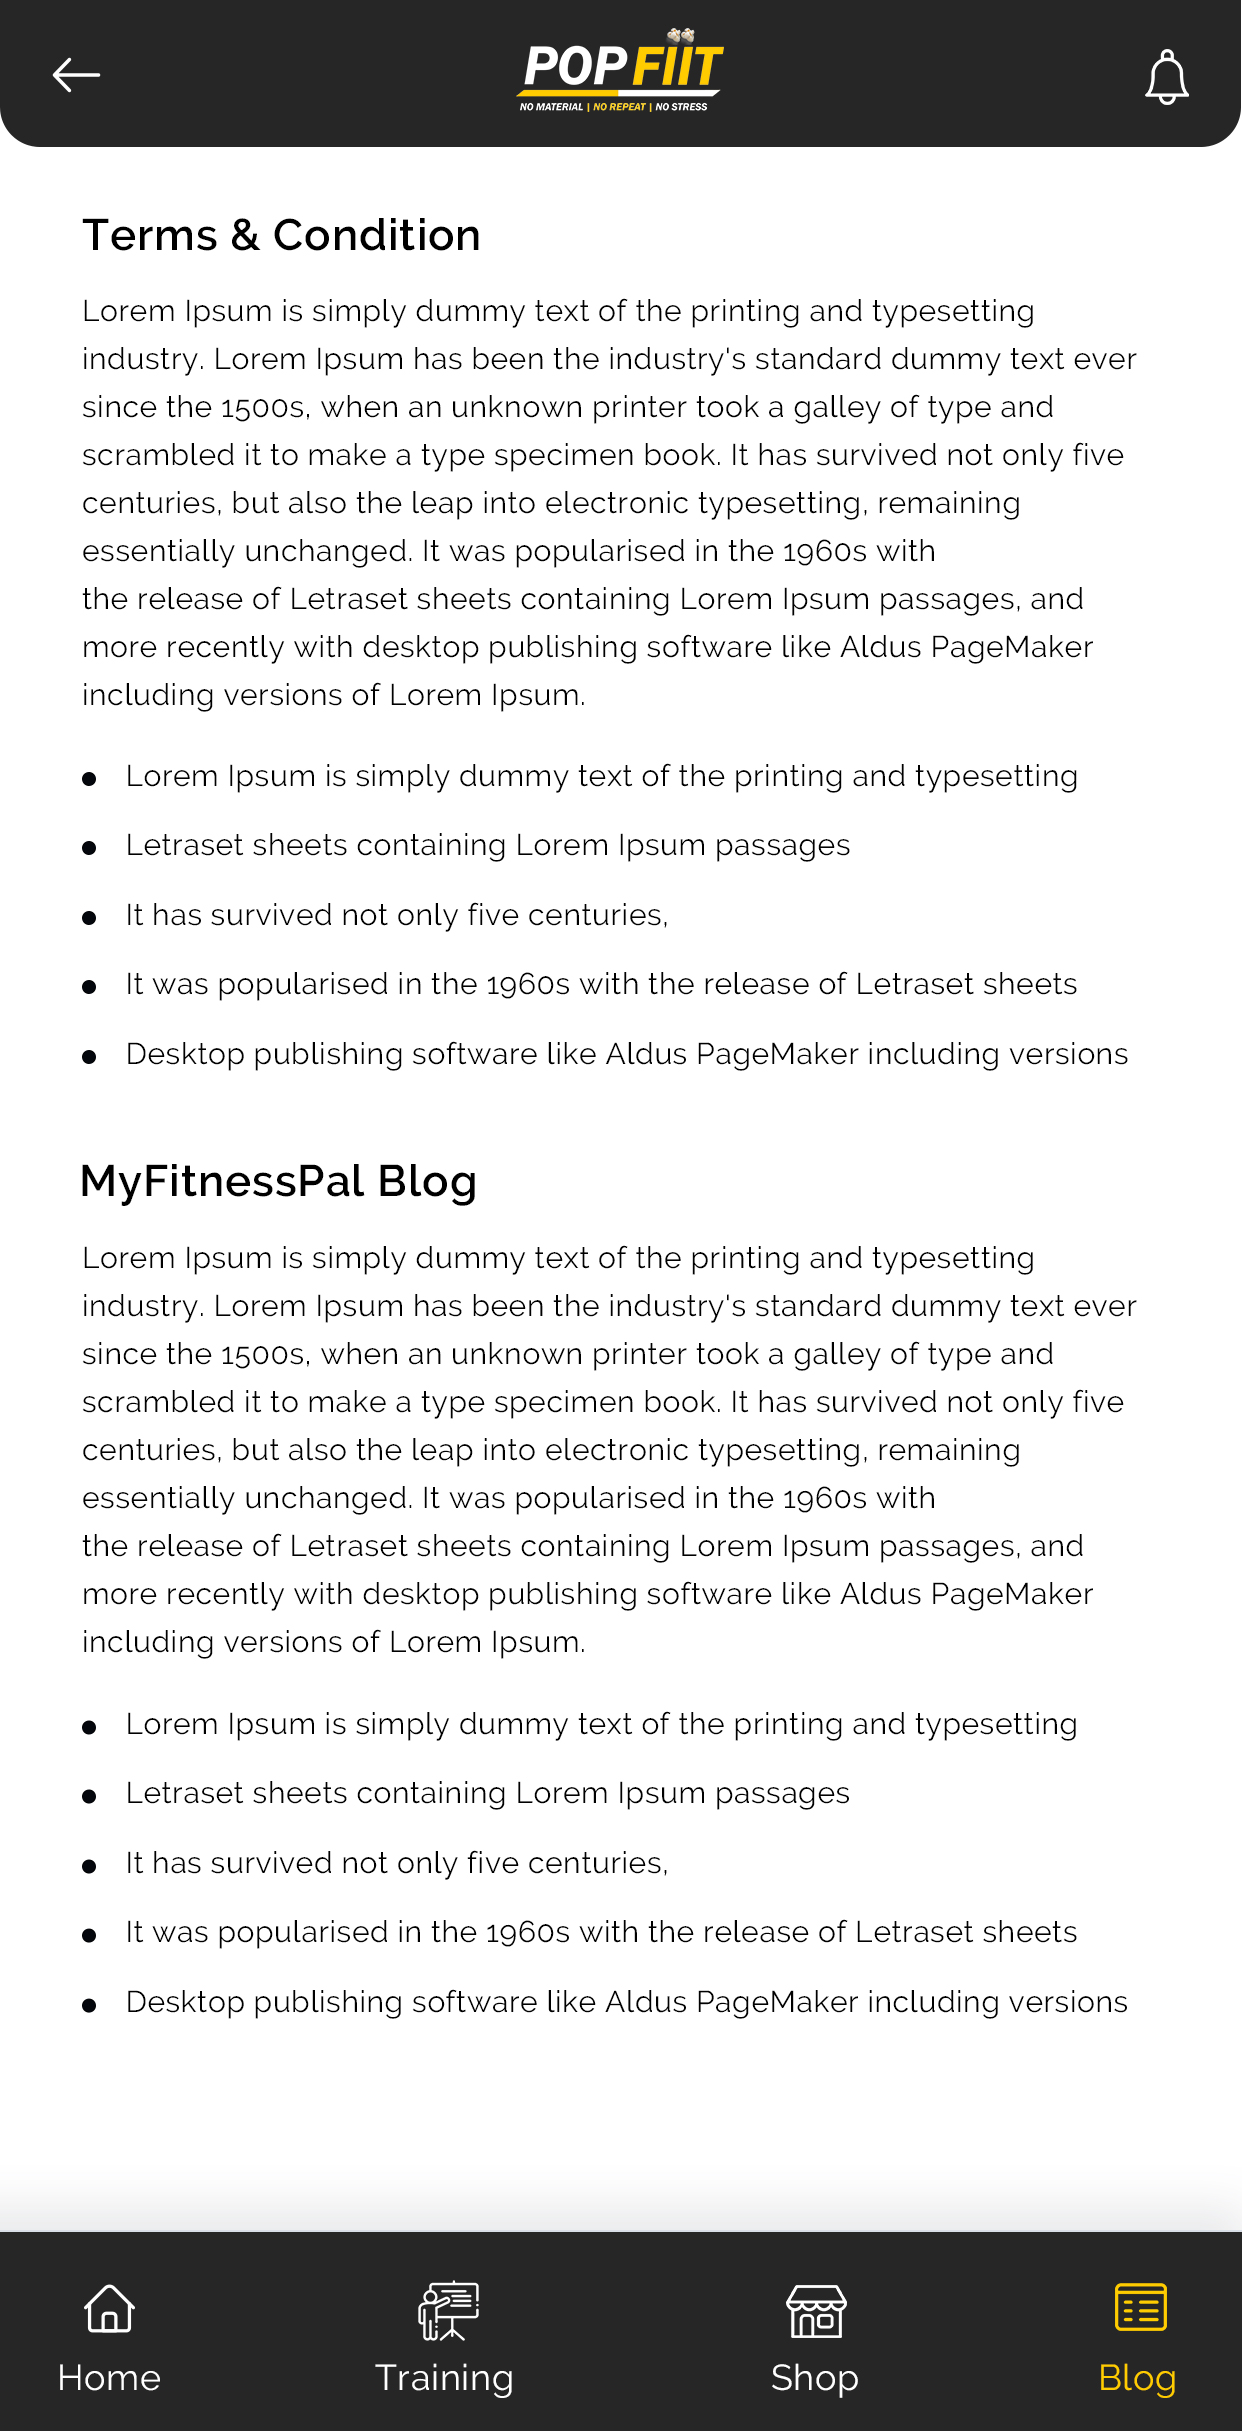 POP FIIT
NO MATERIAL | NO REPEAT | NO STRESS
Terms & Condition
Lorem Ipsum is simply dummy text of the printing and typesetting
industry. Lorem Ipsum has been the industry's standard dummy text ever
since the 1500s, when an unknown printer took a galley of type and
scrambled it to make a type specimen book. It has survived not only five
centuries, but also the leap into electronic typesetting, remaining
essentially unchanged. It was popularised in the 1960s with
the release of Letraset sheets containing Lorem Ipsum passages, and
more recently with desktop publishing software like Aldus PageMaker
including versions of Lorem Ipsum.
● Lorem Ipsum is simply dummy text of the printing and typesetting
● Letraset sheets containing Lorem Ipsum passages
● It has survived not only five centuries,
● It was popularised in the 1960s with the release of Letraset sheets
● Desktop publishing software like Aldus PageMaker including versions
MyFitnessPal Blog
Lorem Ipsum is simply dummy text of the printing and typesetting
industry. Lorem Ipsum has been the industry's standard dummy text ever
since the 1500s, when an unknown printer took a galley of type and
scrambled it to make a type specimen book. It has survived not only five
centuries, but also the leap into electronic typesetting, remaining
essentially unchanged. It was popularised in the 1960s with
the release of Letraset sheets containing Lorem Ipsum passages, and
more recently with desktop publishing software like Aldus PageMaker
including versions of Lorem Ipsum.
● Lorem Ipsum is simply dummy text of the printing and typesetting
● Letraset sheets containing Lorem Ipsum passages
● It has survived not only five centuries,
● It was popularised in the 1960s with the release of Letraset sheets
● Desktop publishing software like Aldus PageMaker including versions
Home Training Shop Blog